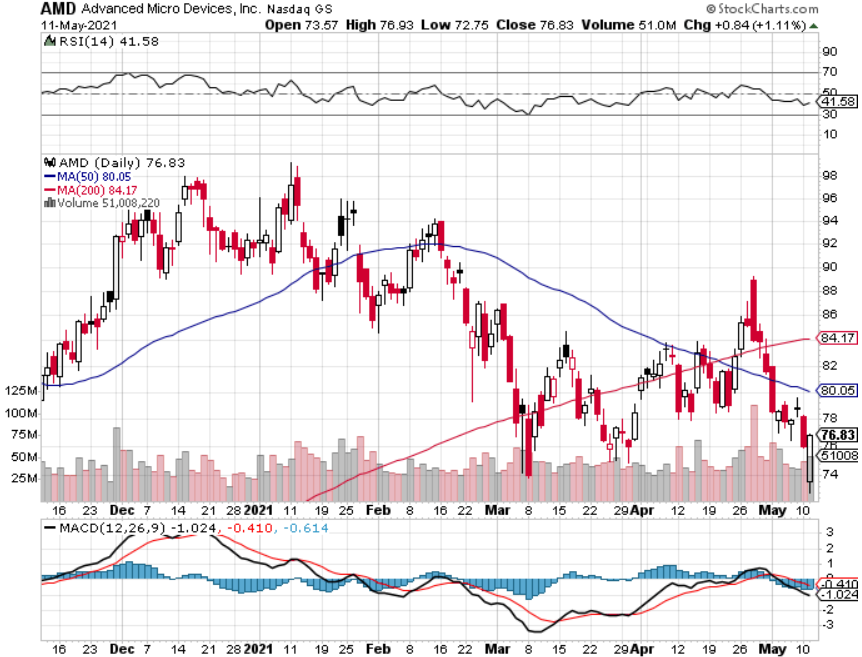 AMD Advanced Micro Devices, Inc. Nasdaq GS © StockCharts.com
11-May-2021 Open 73.57 High 76.93 Low 72.75 Close 76.83 Volume 51.0M Chg +0.84 (+1.11%)
RSI(14) 41.58
90
70
50
41.58
30
10
AMD (Daily) 76.83
MA(50) 80.05
MA(200) 84.17
Volume 51,008,220
98
96
94
92
90
88
86
84.17
82
80.05
78
76.83
76
51008
74
125M
100M
75M
50M
25M
16 23 Dec 7 14 21 28 2021 11 19 25 Feb 8 16 22 Mar 8 15 22 29 Apr 12 19 26 May 10
MACD(12,26,9) -1.024, -0.410, -0.614
3
2
1
0
-0.410
-1.024
-2
-3
16 23 Dec 7 14 21 28 2021 11 19 25 Feb 8 16 22 Mar 8 15 22 29 Apr 12 19 26 May 10